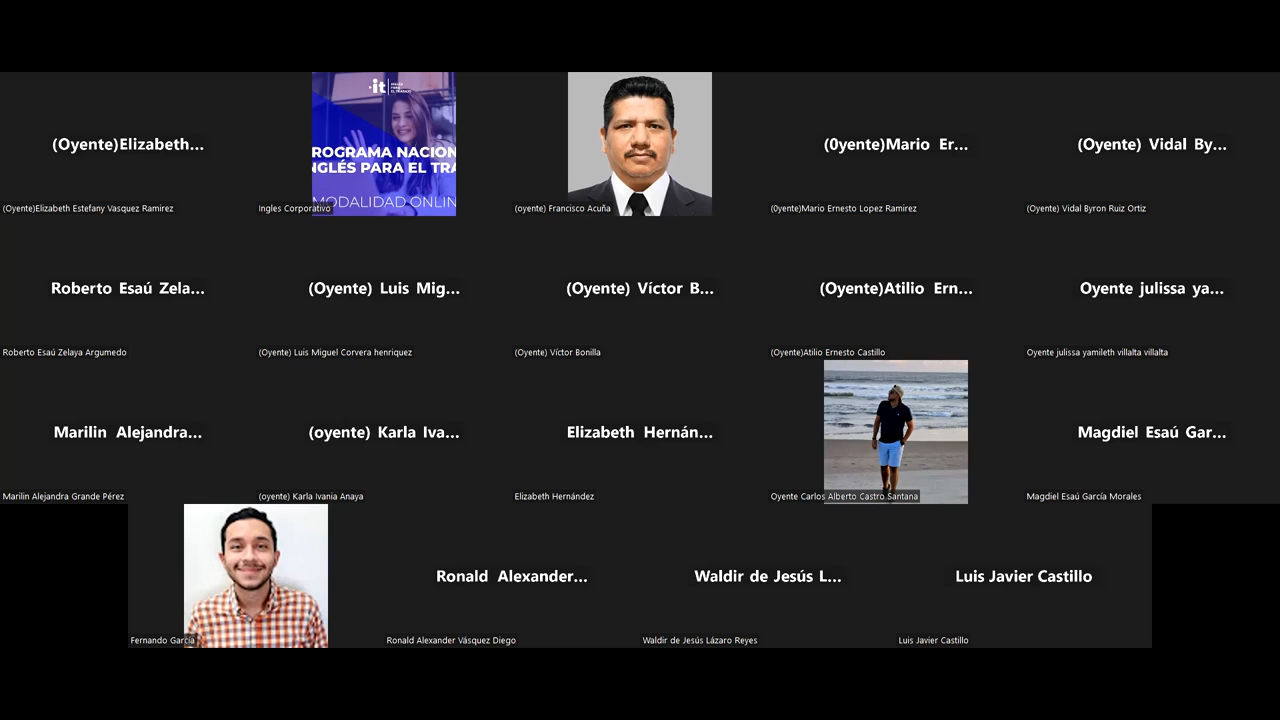 (Oyente)Elizabeth...
(Oyente)Elizabeth Estefany Vasquez Ramirez
it
INGLÉS
PARA
EL TRABAJO
ROGRAMA NACION
NGLÉS PARA EL TRA
MODALIDAD ONLIN
Ingles Corporativo
(oyente) Francisco Acuña
(0yente)Mario Er...
(0yente)Mario Ernesto Lopez Ramirez
(Oyente) Vidal By...
(Oyente) Vidal Byron Ruiz Ortiz
Roberto Esaú Zela...
Roberto Esaú Zelaya Argumedo
(Oyente) Luis Mig...
(Oyente) Luis Miguel Corvera henriquez
(Oyente) Víctor B...
(Oyente) Víctor Bonilla
(Oyente)Atilio Ern...
(Oyente)Atilio Ernesto Castillo
Oyente julissa ya...
Oyente julissa yamileth villalta villalta
Marilin Alejandra...
Marilin Alejandra Grande Pérez
(oyente) Karla Iva...
(oyente) Karla Ivania Anaya
Elizabeth Hernán...
Elizabeth Hernández
Oyente Carlos Alberto Castro Santana
Magdiel Esaú Gar...
Magdiel Esaú García Morales
Fernando García
Ronald Alexander...
Ronald Alexander Vásquez Diego
Waldir de Jesús L...
Waldir de Jesús Lázaro Reyes
Luis Javier Castillo
Luis Javier Castillo